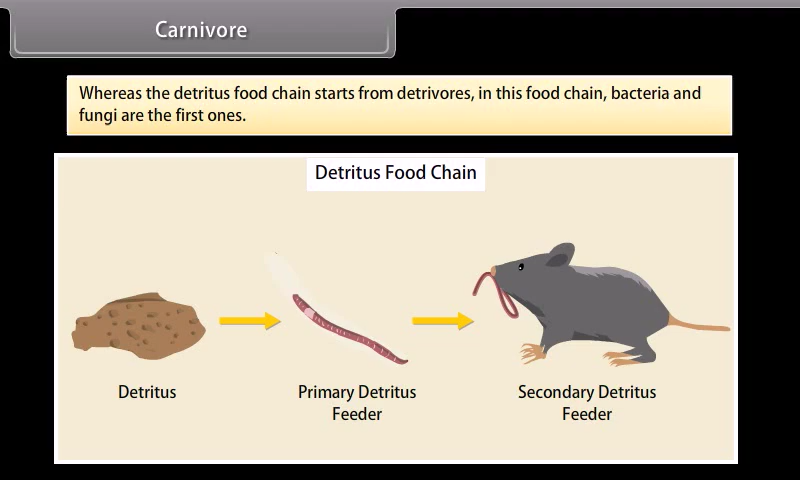 Carnivore
Whereas the detritus food chain starts from detrivores, in this food chain, bacteria and
fungi are the first ones.
Detritus Food Chain
Detritus
Primary Detritus
Feeder
Secondary Detritus
Feeder